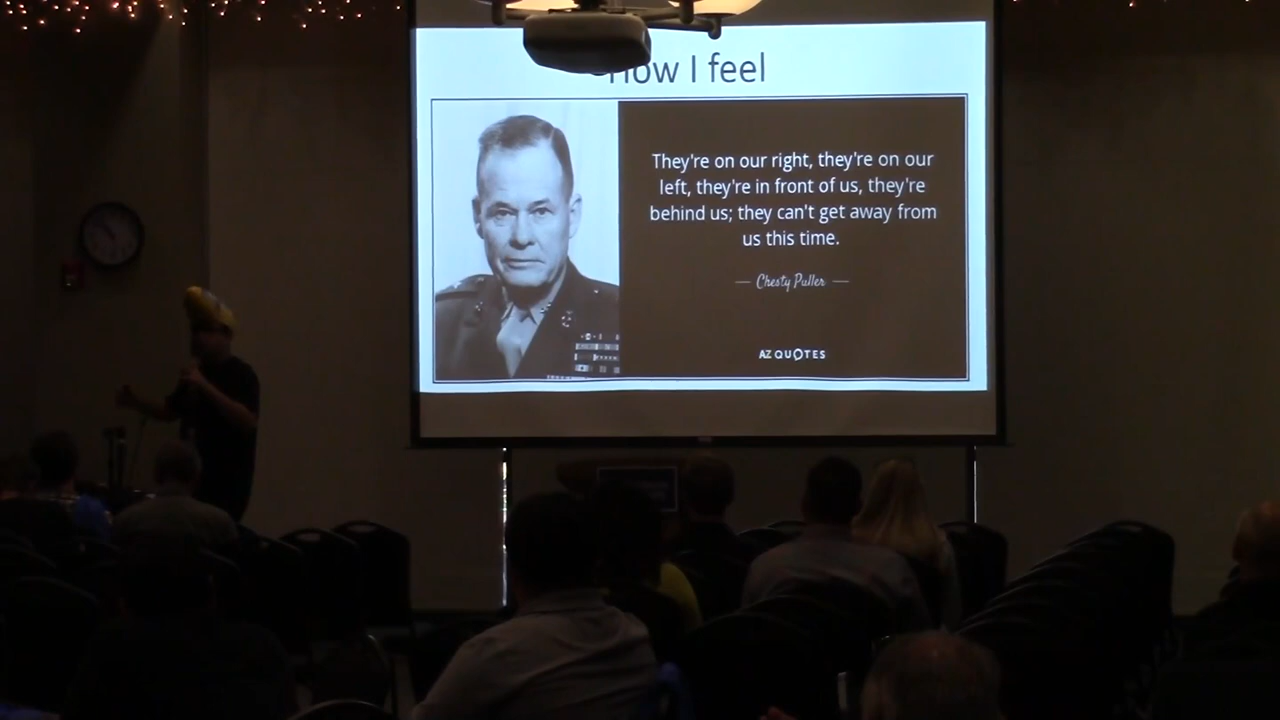 how I feel
They're on our right, they're on our
left, they're in front of us, they're
behind us; they can't get away from
us this time.
— Chesty Puller —
AZ QUOTES